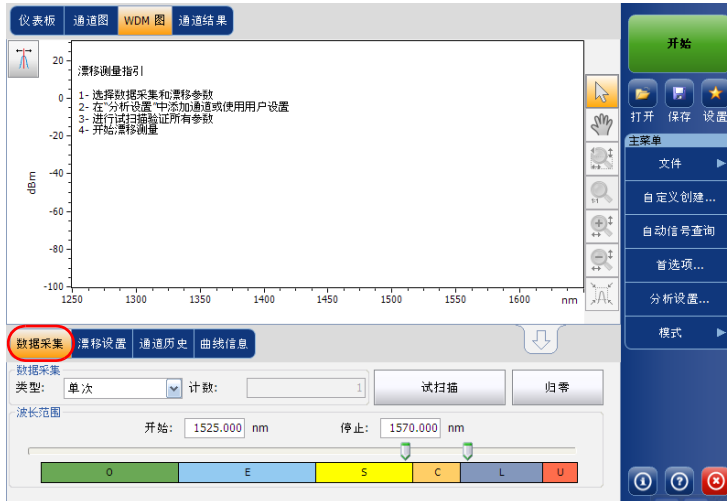 仪表板 通道图 WDM 图 通道结果
漂移测量指引
1- 选择数据采集和漂移参数
2- 在“分析设置”中添加通道或使用用户设置
3- 进行试扫描验证所有参数
4- 开始漂移测量
20
0
-20
-40
-60
-80
-100
dBm
1250 1300 1350 1400 1450 1500 1550 1600 nm
1:1
数据采集 漂移设置 通道历史 曲线信息
数据采集
类型: 单次 计数: 1 试扫描 归零
波长范围
开始: 1525.000 nm 停止: 1570.000 nm
O E S C L U
开始
打开 保存 设置
主菜单
文件
自定义创建...
自动信号查询
首选项...
分析设置...
模式